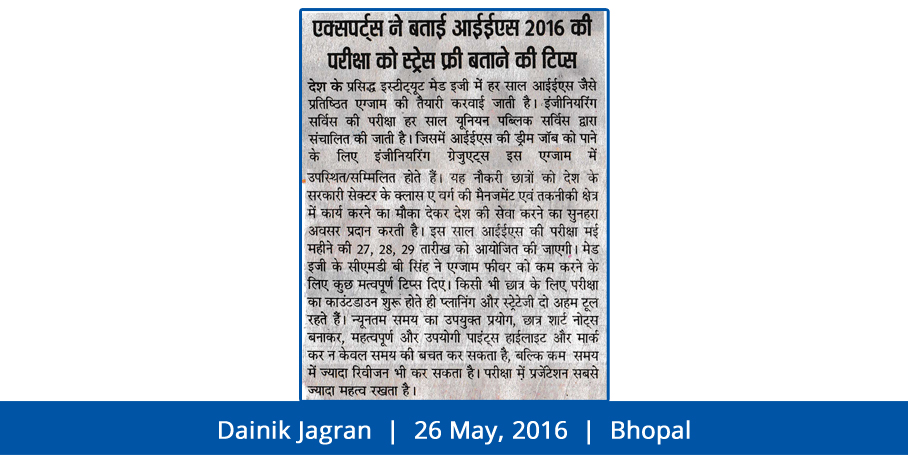 एक्सपर्ट्स ने बताई आईईएस 2016 की
परीक्षा को स्ट्रेस फ्री बताने की टिप्स
देश के प्रसिद्ध इस्टीट्यूट मेड इजी में हर साल आईईएस जैसे
प्रतिष्ठित एग्जाम की तैयारी करवाई जाती है। इंजीनियरिंग
सर्विस की परीक्षा हर साल यूनियन पब्लिक सर्विस द्वारा
संचालित की जाती है। जिसमें आईईएस की ड्रीम जॉब को पाने
के लिए इंजीनियरिंग ग्रेजुएट्स इस एग्जाम में
उपस्थित/सम्मिलित होते हैं। यह नौकरी छात्रों को देश के
सरकारी सेक्टर के क्लास ए वर्ग की मैनजमेंट एवं तकनीकी क्षेत्र
में कार्य करने का मौका देकर देश की सेवा करने का सुनहरा
अवसर प्रदान करती है। इस साल आईईएस की परीक्षा मई
महीने की 27, 28, 29 तारीख को आयोजित की जाएगी। मेड
इजी के सीएमडी बी सिंह ने एग्जाम फीवर को कम करने के
लिए कुछ मत्वपूर्ण टिप्स दिए। किसी भी छात्र के लिए परीक्षा
का काउंटडाउन शुरू होते ही प्लानिंग और स्ट्रेटेजी दो अहम टूल
रहते हैं। न्यूनतम समय का उपयुक्त प्रयोग, छात्र शार्ट नोट्स
बनाकर, महत्वपूर्ण और उपयोगी पाइंट्स हाईलाइट और मार्क
कर न केवल समय की बचत कर सकता है, बल्कि कम समय
में ज्यादा रिवीजन भी कर सकता है। परीक्षा में प्रजेंटेशन सबसे
ज्यादा महत्व रखता है।
Dainik Jagran | 26 May, 2016 | Bhopal